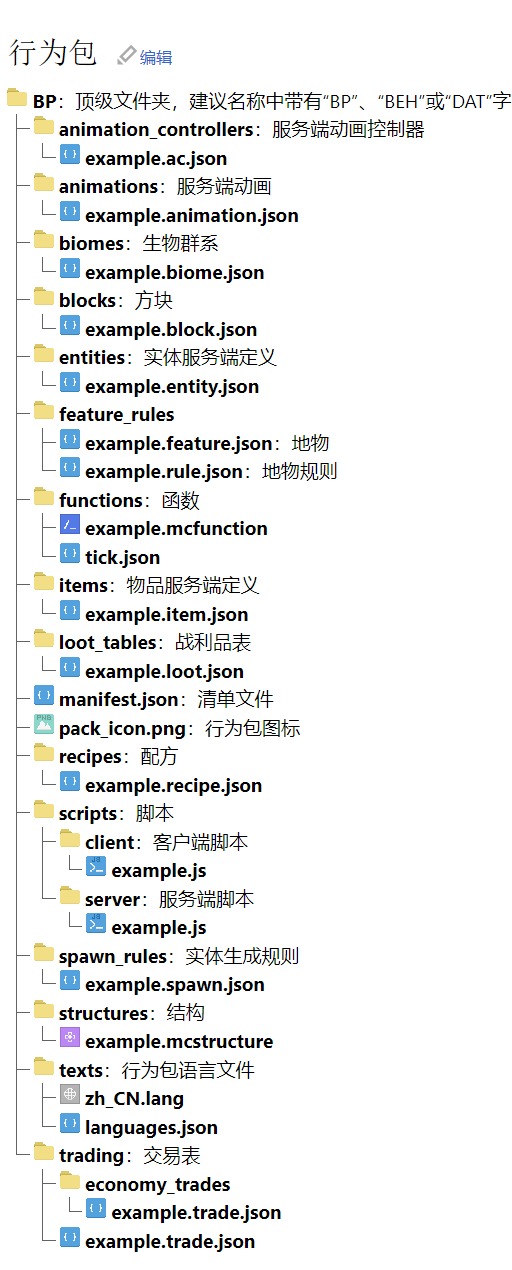 行为包 编辑
BP：顶级文件夹，建议名称中带有“BP”、“BEH”或“DAT”字
animation_controllers：服务端动画控制器
example.ac.json
animations：服务端动画
example.animation.json
biomes：生物群系
example.biome.json
blocks：方块
example.block.json
entities：实体服务端定义
example.entity.json
feature_rules
example.feature.json：地物
example.rule.json：地物规则
functions：函数
example.mcfunction
tick.json
items：物品服务端定义
example.item.json
loot_tables：战利品表
example.loot.json
manifest.json：清单文件
pack_icon.png：行为包图标
recipes：配方
example.recipe.json
scripts：脚本
client：客户端脚本
example.js
server：服务端脚本
example.js
spawn_rules：实体生成规则
example.spawn.json
structures：结构
example.mcstructure
texts：行为包语言文件
zh_CN.lang
languages.json
trading：交易表
economy_trades
example.trade.json
example.trade.json